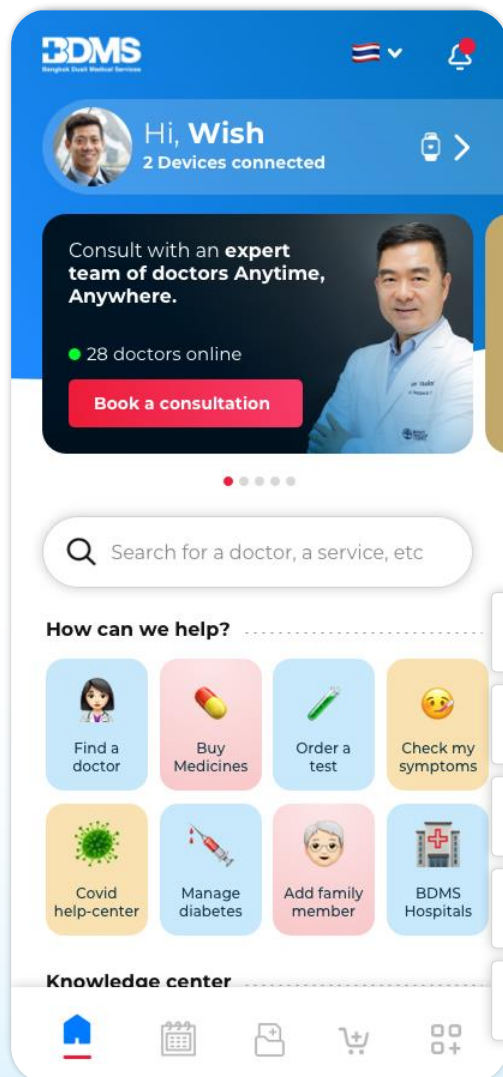 BDMS
Bangkok Dusit Medical Services
Hi, Wish
2 Devices connected
Consult with an expert
team of doctors Anytime,
Anywhere.
28 doctors online
Book a consultation
Search for a doctor, a service, etc
How can we help?
Find a
doctor
Buy
Medicines
Order a
test
Check my
symptoms
Covid
help-center
Manage
diabetes
Add family
member
BDMS
Hospitals
Knowledge center